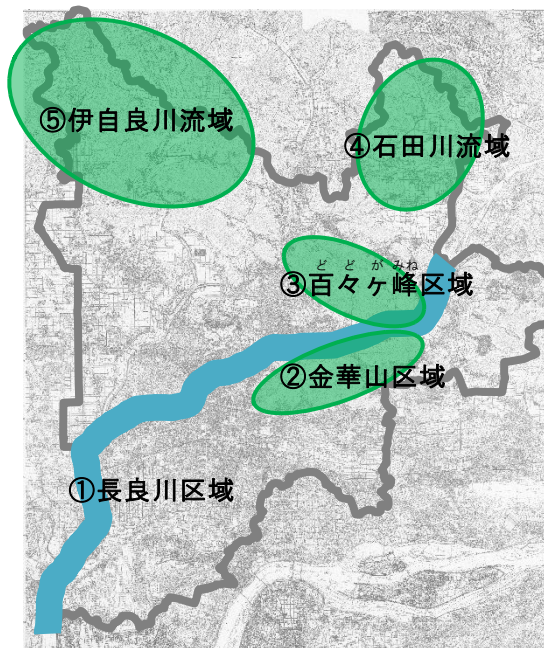 ⑤伊自良川流域
④石田川流域
どどがみね
③百々ヶ峰区域
②金華山区域
①長良川区域